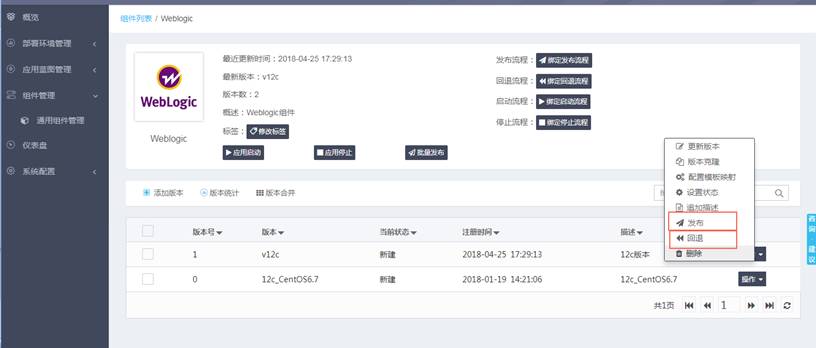 概览
部署环境管理
应用蓝图管理
组件管理
通用组件管理
仪表盘
系统配置
组件列表 / Weblogic
WebLogic
Weblogic
最近更新时间：2018-04-25 17:29:13
最新版本：v12c
版本数：2
概述：Weblogic组件
标签： 修改标签
应用启动 应用停止 批量发布
发布流程： 绑定发布流程
回退流程： 绑定回退流程
启动流程： 绑定启动流程
停止流程： 绑定停止流程
更新版本
版本克隆
配置模板映射
设置状态
追加描述
发布
回退
删除
添加版本 版本统计 版本合并
版本号 版本 当前状态 注册时间 描述
1 v12c 新建 2018-04-25 17:29:13 12c版本
0 12c_CentOS6.7 新建 2018-01-19 14:21:06 12c_CentOS6.7 操作
共1页 1
咨询
建议